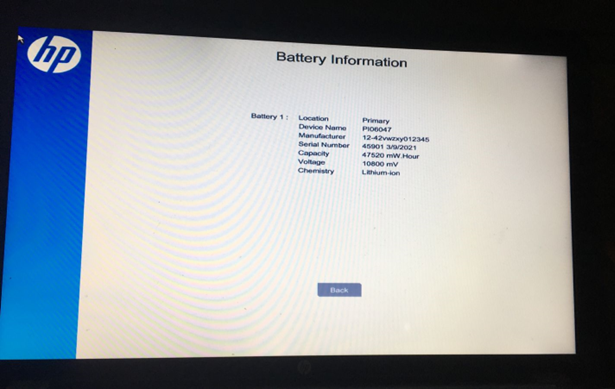 hp
Battery Information
Battery 1 : Location Primary
Device Name PI06047
Manufacturer 12-42vwzxy012345
Serial Number 45901 3/9/2021
Capacity 47520 mW.Hour
Voltage 10800 mV
Chemistry Lithium-ion
Back